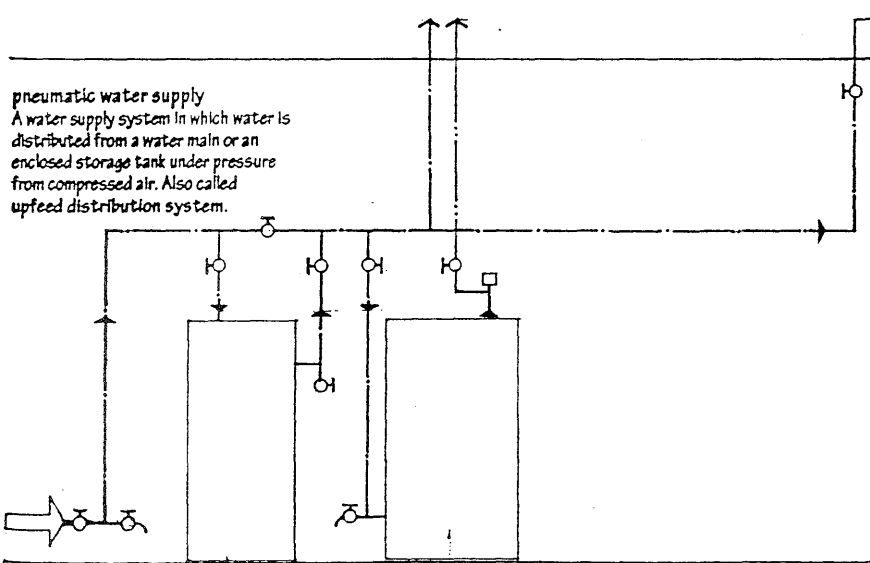 pneumatic water supply
A water supply system in which water is
distributed from a water main or an
enclosed storage tank under pressure
from compressed air. Also called
upfeed distribution system.